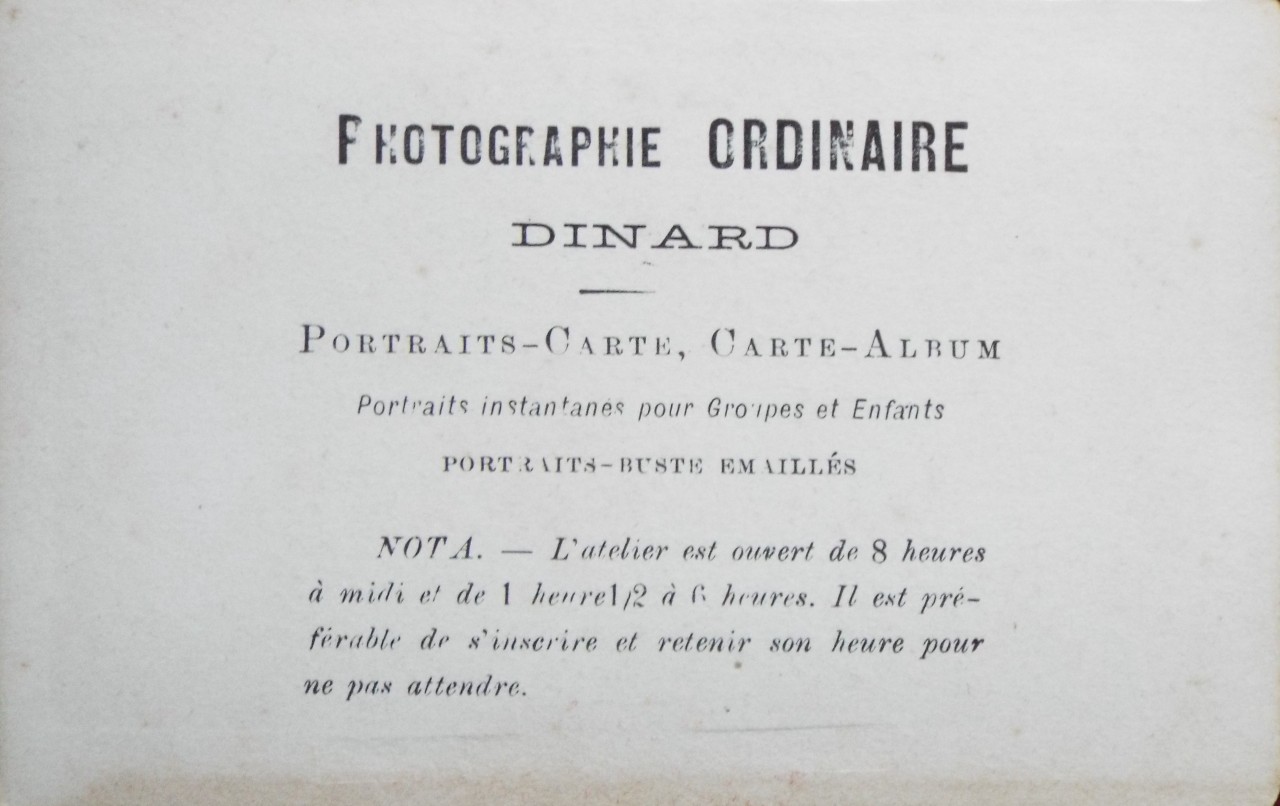 PHOTOGRAPHIE ORDINAIRE
DINARD
PORTRAITS-CARTE, CARTE-ALBUM
Portraits instantanés pour Groupes et Enfants
PORTRAITS-BUSTE EMAILLÉS
NOTA. — L'atelier est ouvert de 8 heures
à midi et de 1 heure1/2 à 6 heures. Il est pré-
férable de s'inscrire et retenir son heure pour
ne pas attendre.